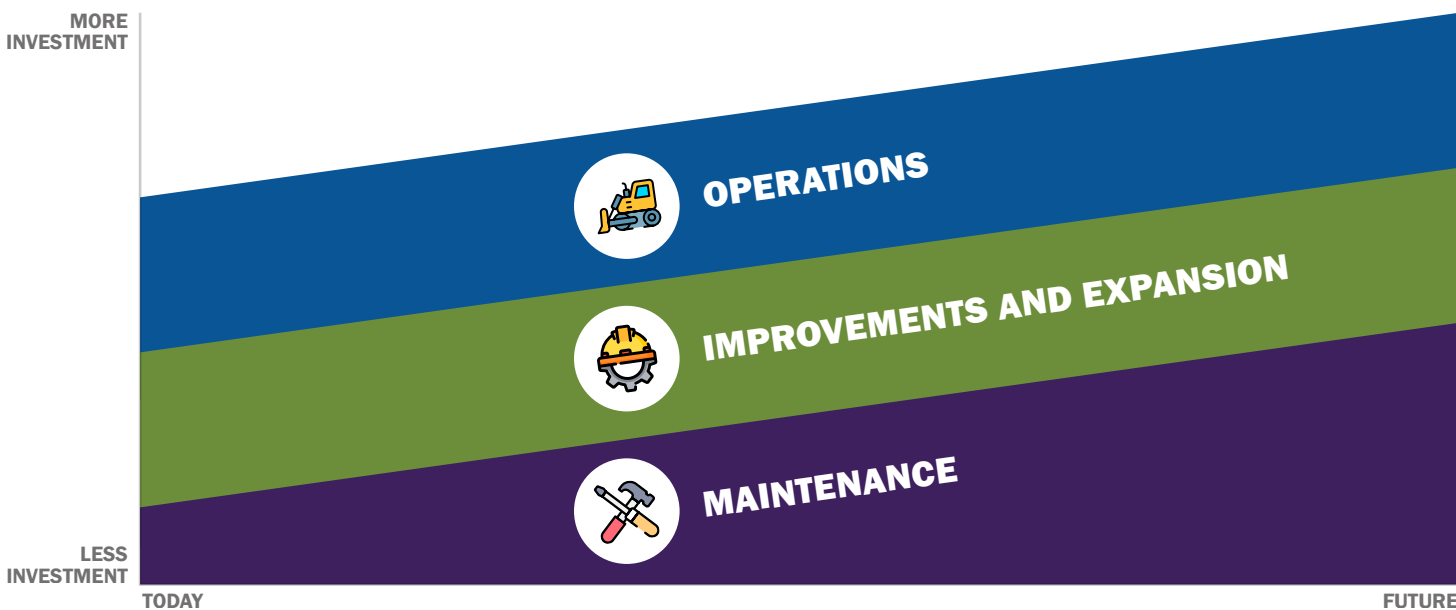 MORE
INVESTMENT
OPERATIONS
IMPROVEMENTS AND EXPANSION
MAINTENANCE
LESS
INVESTMENT
TODAY
FUTURE